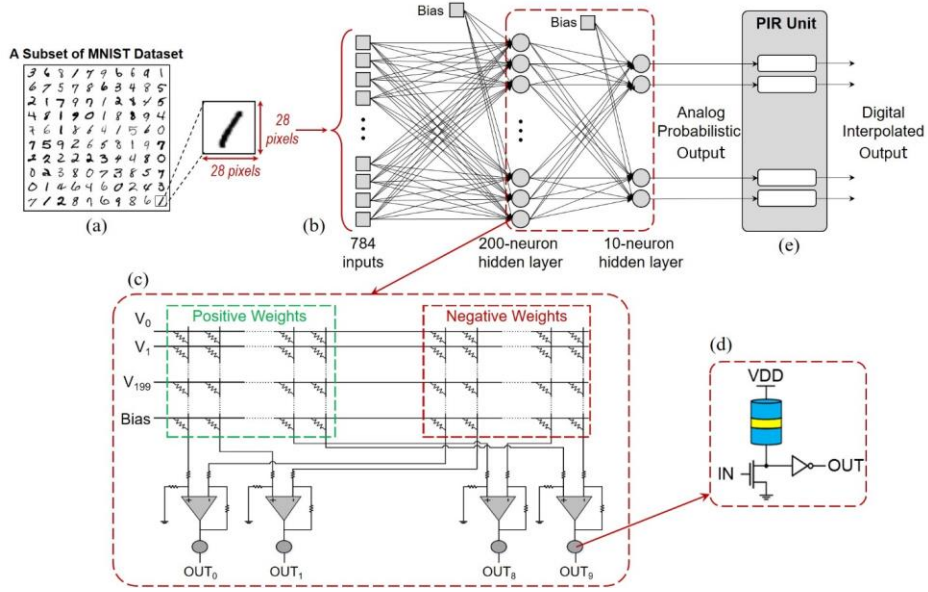 A Subset of MNIST Dataset
3 6 8 1 7 9 6 6 9 1
6 7 5 7 8 6 3 4 8 5
2 1 7 9 7 1 2 8 4 5
4 8 1 9 0 1 8 8 9 4
7 6 1 8 6 4 1 5 6 0
7 5 9 2 6 5 8 1 9 7
2 2 2 2 2 3 4 4 8 0
0 2 3 8 0 7 3 8 5 7
0 1 4 6 4 6 0 2 4 3
7 1 2 8 7 6 9 8 6 1
(a)
28
pixels
28 pixels
(b)
Bias
Bias
784
inputs
200-neuron
hidden layer
10-neuron
hidden layer
Analog
Probabilistic
Output
PIR Unit
Digital
Interpolated
Output
(e)
(c)
Positive Weights
Negative Weights
V0
V1
V199
Bias
OUT0
OUT1
OUT8
OUT9
(d)
VDD
IN
OUT